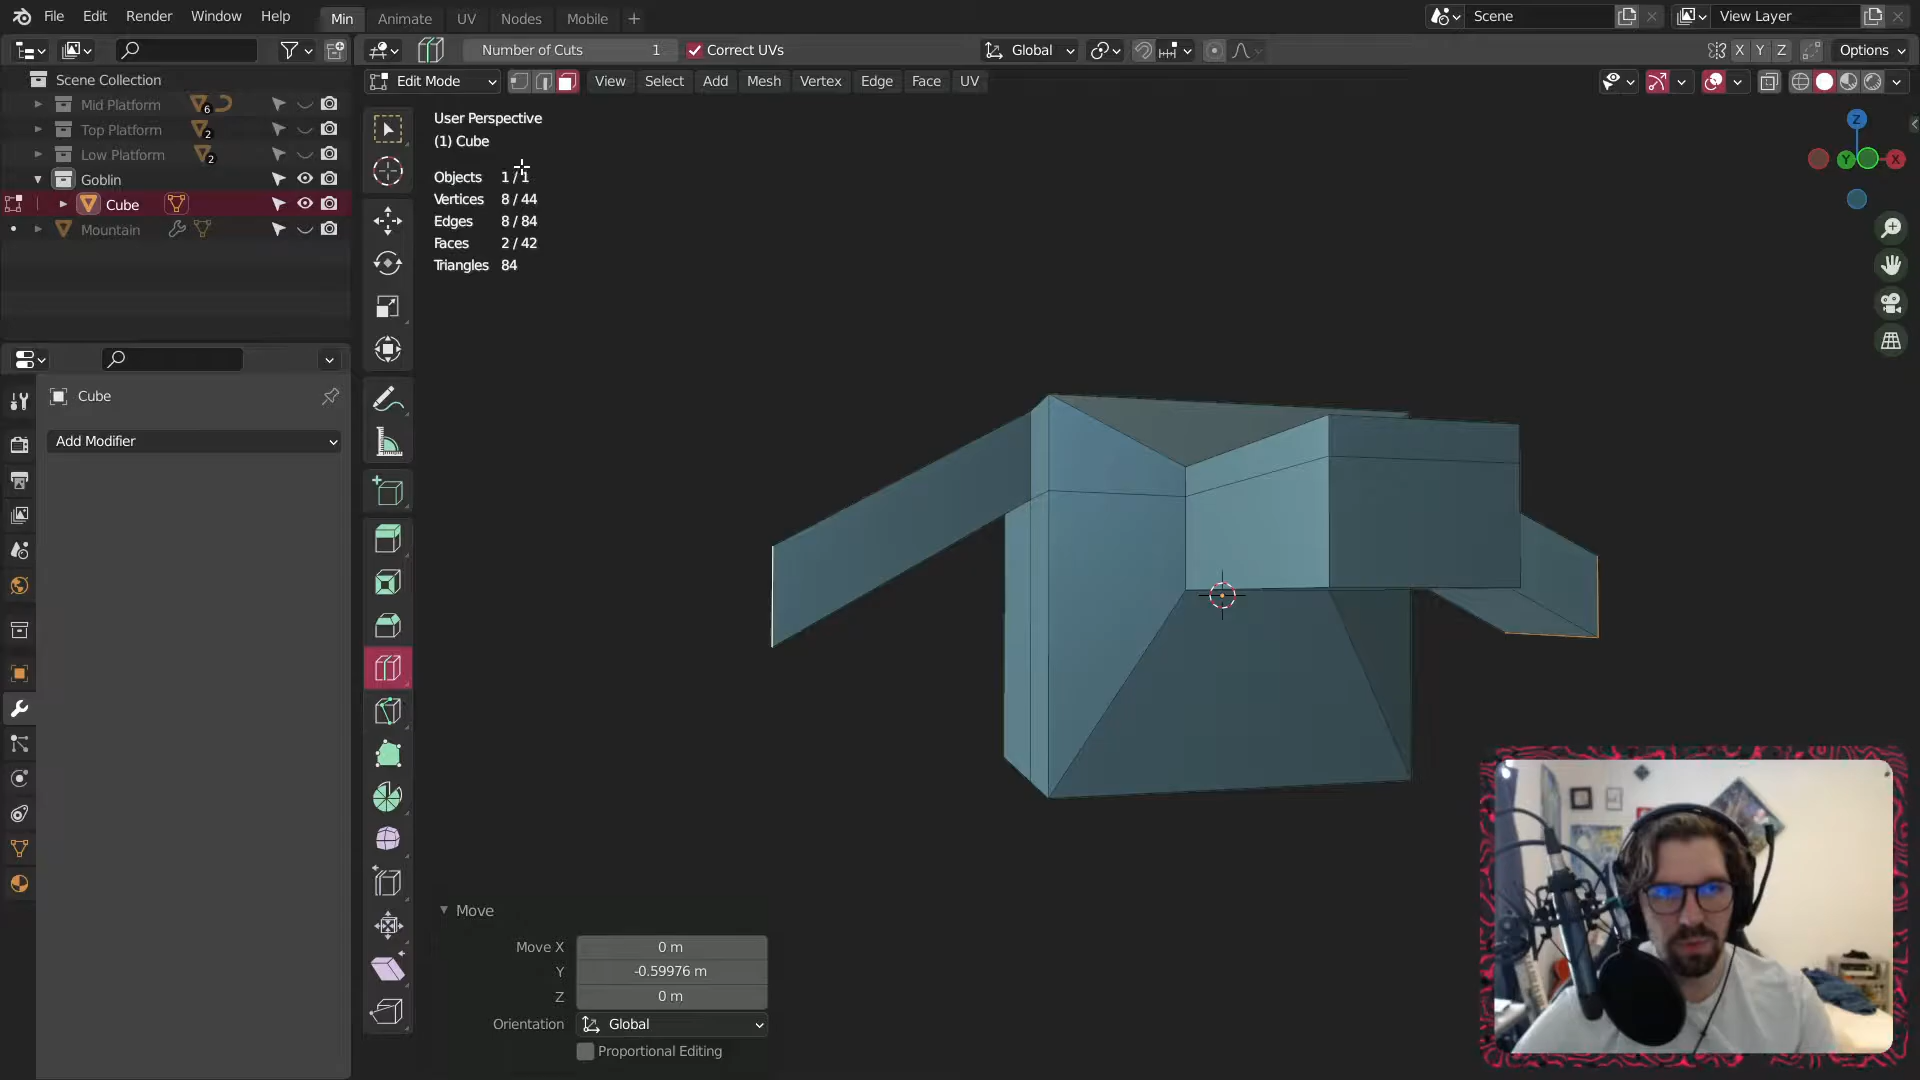 File Edit Render Window Help Min Animate UV Nodes Mobile + Scene View Layer
Number of Cuts 1 Correct UVs Global X Y Z Options
Scene Collection Edit Mode View Select Add Mesh Vertex Edge Face UV
Mid Platform 6
Top Platform 2
Low Platform 2
Goblin
Cube
Mountain
User Perspective
(1) Cube
Objects 1 / 1
Vertices 8 / 44
Edges 8 / 84
Faces 2 / 42
Triangles 84
Z
Y X
Cube
Add Modifier
Move
Move X 0 m
Y -0.59976 m
Z 0 m
Orientation Global
Proportional Editing